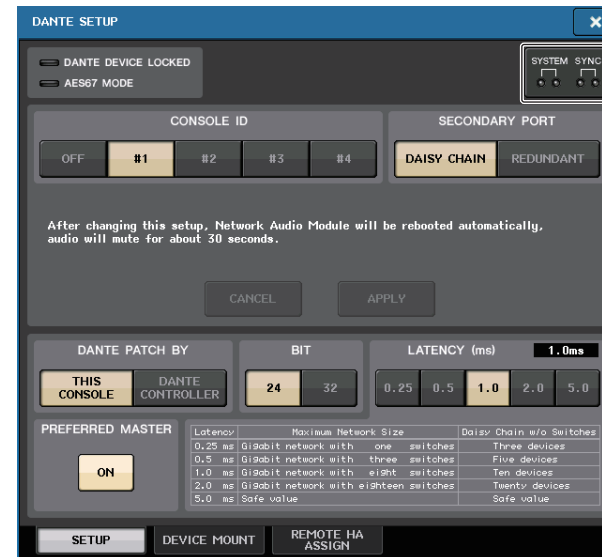 DANTE SETUP
×
DANTE DEVICE LOCKED
AES67 MODE
SYSTEM SYNC
CONSOLE ID
OFF #1 #2 #3 #4
SECONDARY PORT
DAISY CHAIN REDUNDANT
After changing this setup, Network Audio Module will be rebooted automatically,
audio will mute for about 30 seconds.
CANCEL APPLY
DANTE PATCH BY
THIS CONSOLE
DANTE CONTROLLER
BIT
24 32
LATENCY (ms) 1.0ms
0.25 0.5 1.0 2.0 5.0
PREFERRED MASTER
ON
Latency Maximum Network Size Daisy Chain w/o Switches
0.25 ms Gigabit network with one switches Three devices
0.5 ms Gigabit network with three switches Five devices
1.0 ms Gigabit network with eight switches Ten devices
2.0 ms Gigabit network with eighteen switches Twenty devices
5.0 ms Safe value Safe value
SETUP DEVICE MOUNT REMOTE HA ASSIGN